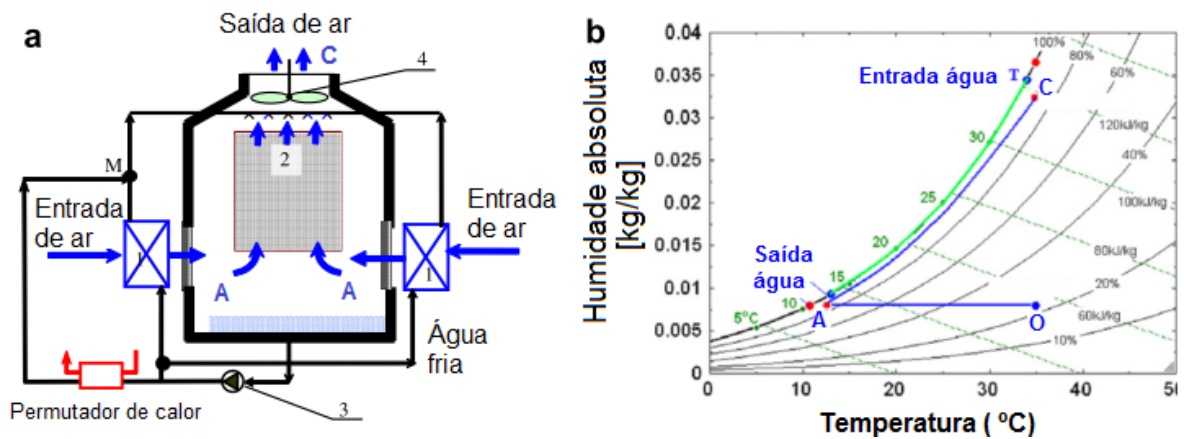 a
Saída de ar
C
4
2
M
Entrada
de ar
Entrada
de ar
1
1
A
A
Água
fria
3
Permutador de calor
b
Humidade absoluta
[kg/kg]
0.04
0.035
0.03
0.025
0.02
0.015
0.01
0.005
0
0
10
20
30
40
50
Temperatura ( ºC)
100%
80%
60%
Entrada água
T
C
120kJ/kg
40%
30
100kJ/kg
25
20
80kJ/kg
Saída
água
15
10
20%
A
O
5ºC
60kJ/kg
10%